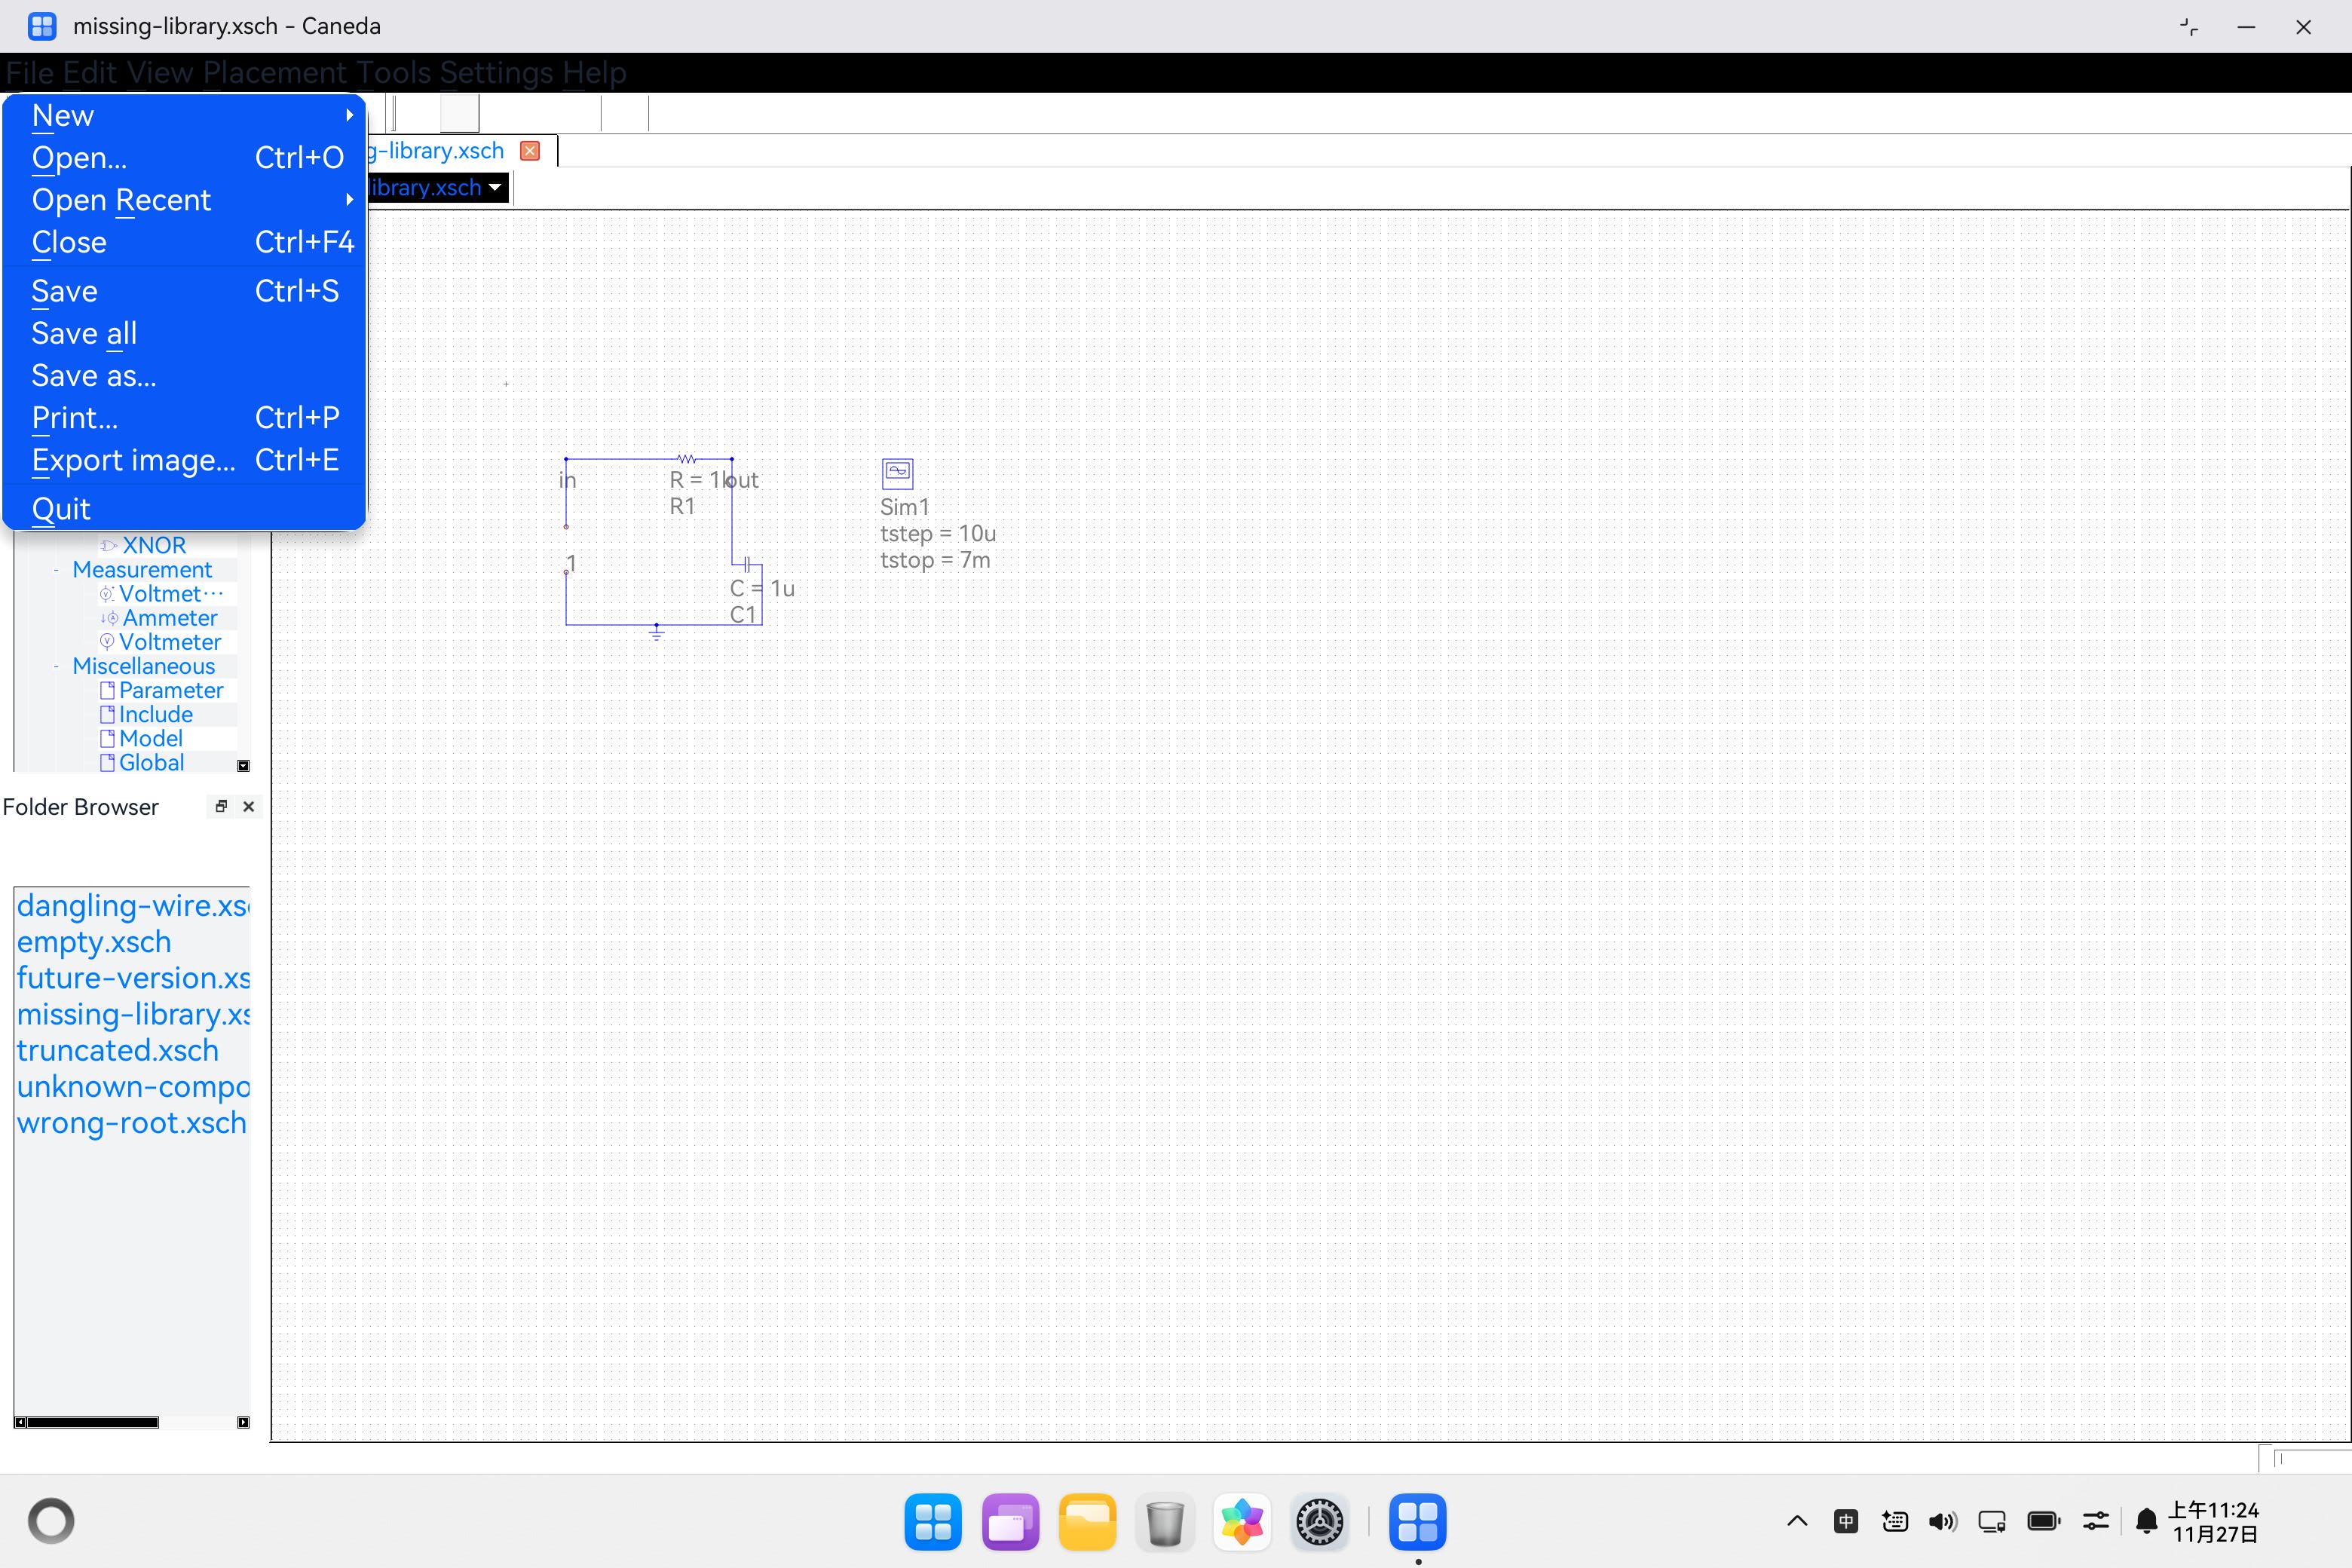 missing-library.xsch - Caneda
File Edit View Placement Tools Settings Help
New
Open... Ctrl+O
Open Recent
Close Ctrl+F4
Save Ctrl+S
Save all
Save as...
Print... Ctrl+P
Export image... Ctrl+E
Quit
g-library.xsch
library.xsch
XNOR
Measurement
Voltmet···
Ammeter
Voltmeter
Miscellaneous
Parameter
Include
Model
Global
Folder Browser
dangling-wire.xs
empty.xsch
future-version.xs
missing-library.xs
truncated.xsch
unknown-compo
wrong-root.xsch
in
R = 1k
out
R1
1
C = 1u
C1
Sim1
tstep = 10u
tstop = 7m
中
上午11:24
11月27日